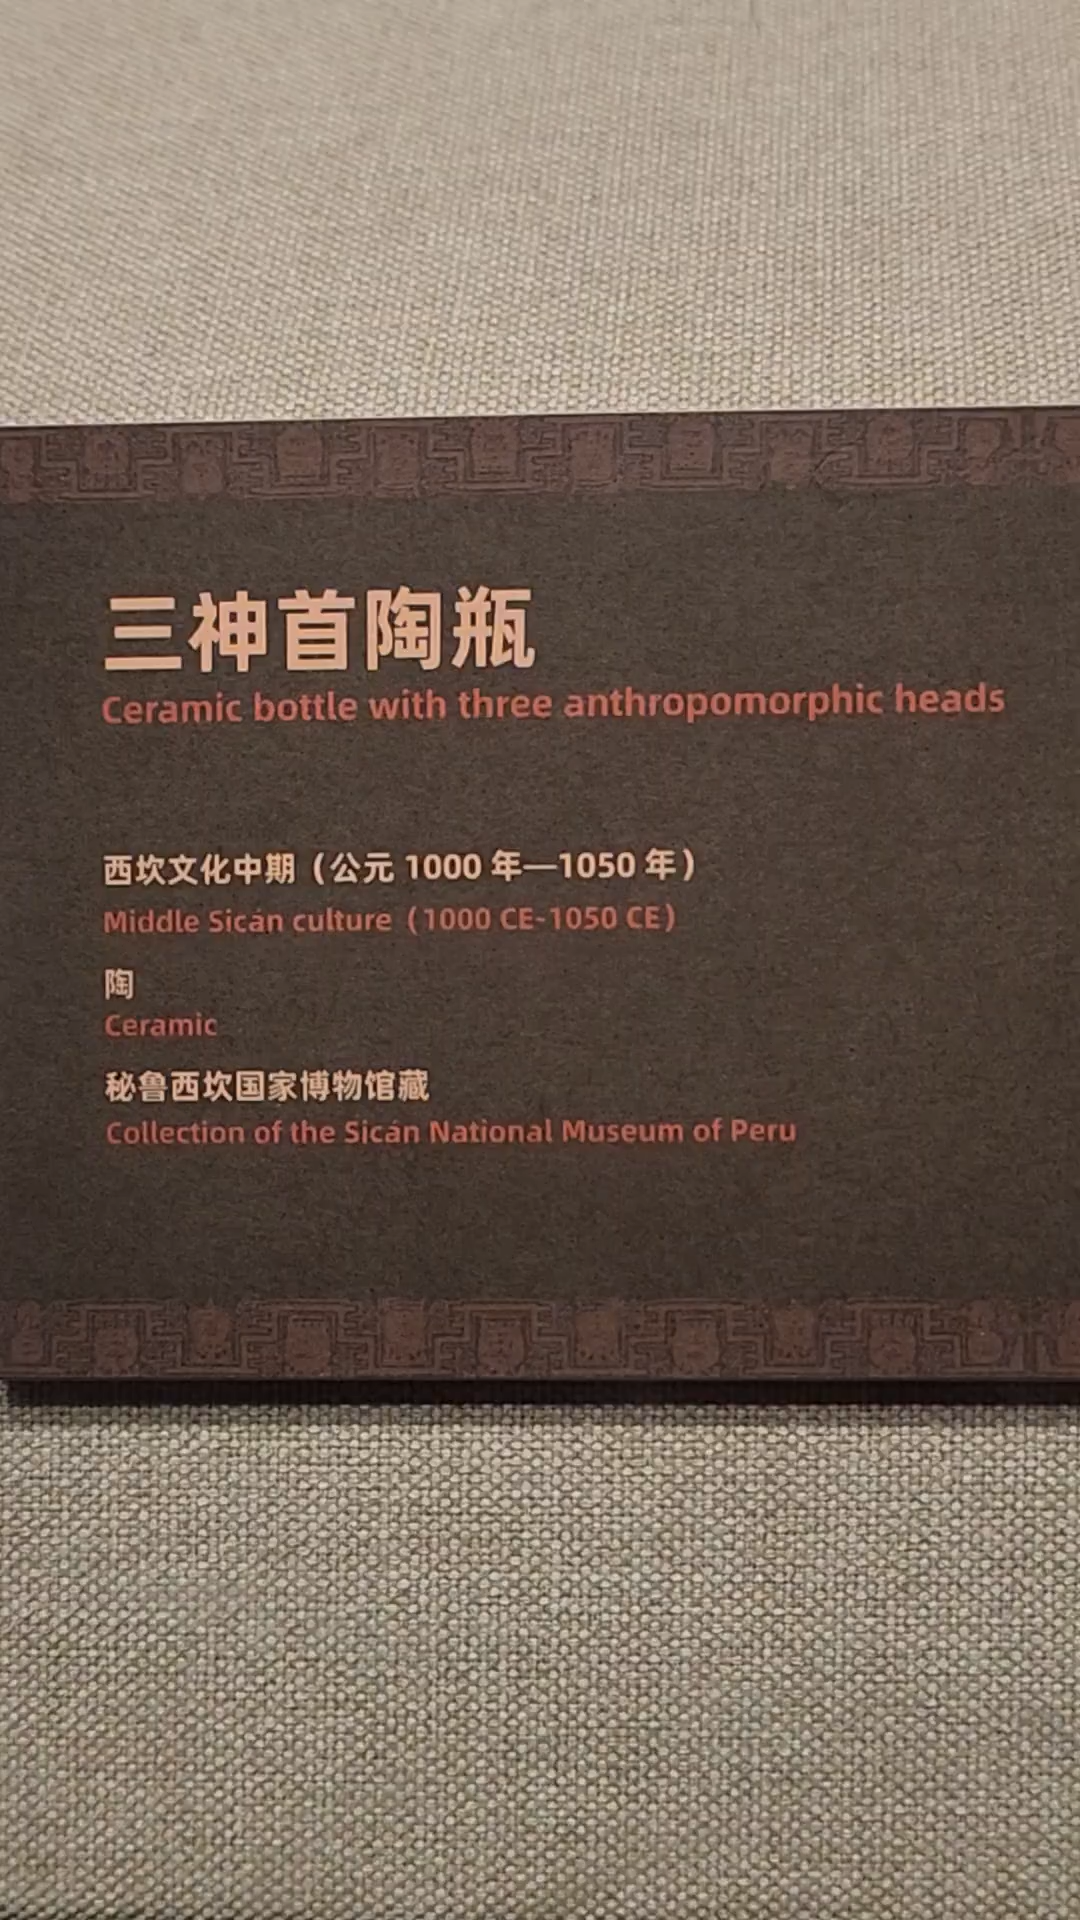 三神首陶瓶
Ceramic bottle with three anthropomorphic heads
西坎文化中期（公元 1000 年—1050 年）
Middle Sicán culture（1000 CE-1050 CE）
陶
Ceramic
秘鲁西坎国家博物馆藏
Collection of the Sicán National Museum of Peru